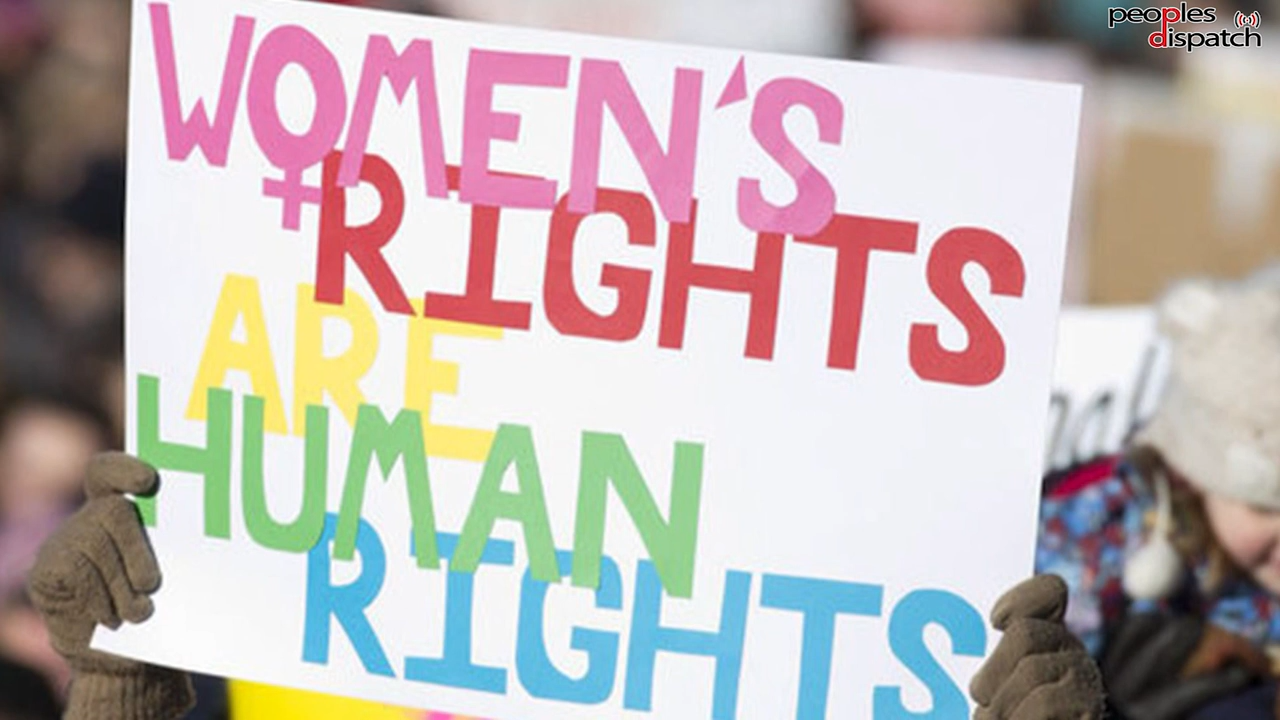 peoples
dispatch
WOMEN'S
RIGHTS
ARE
HUMAN
RIGHTS